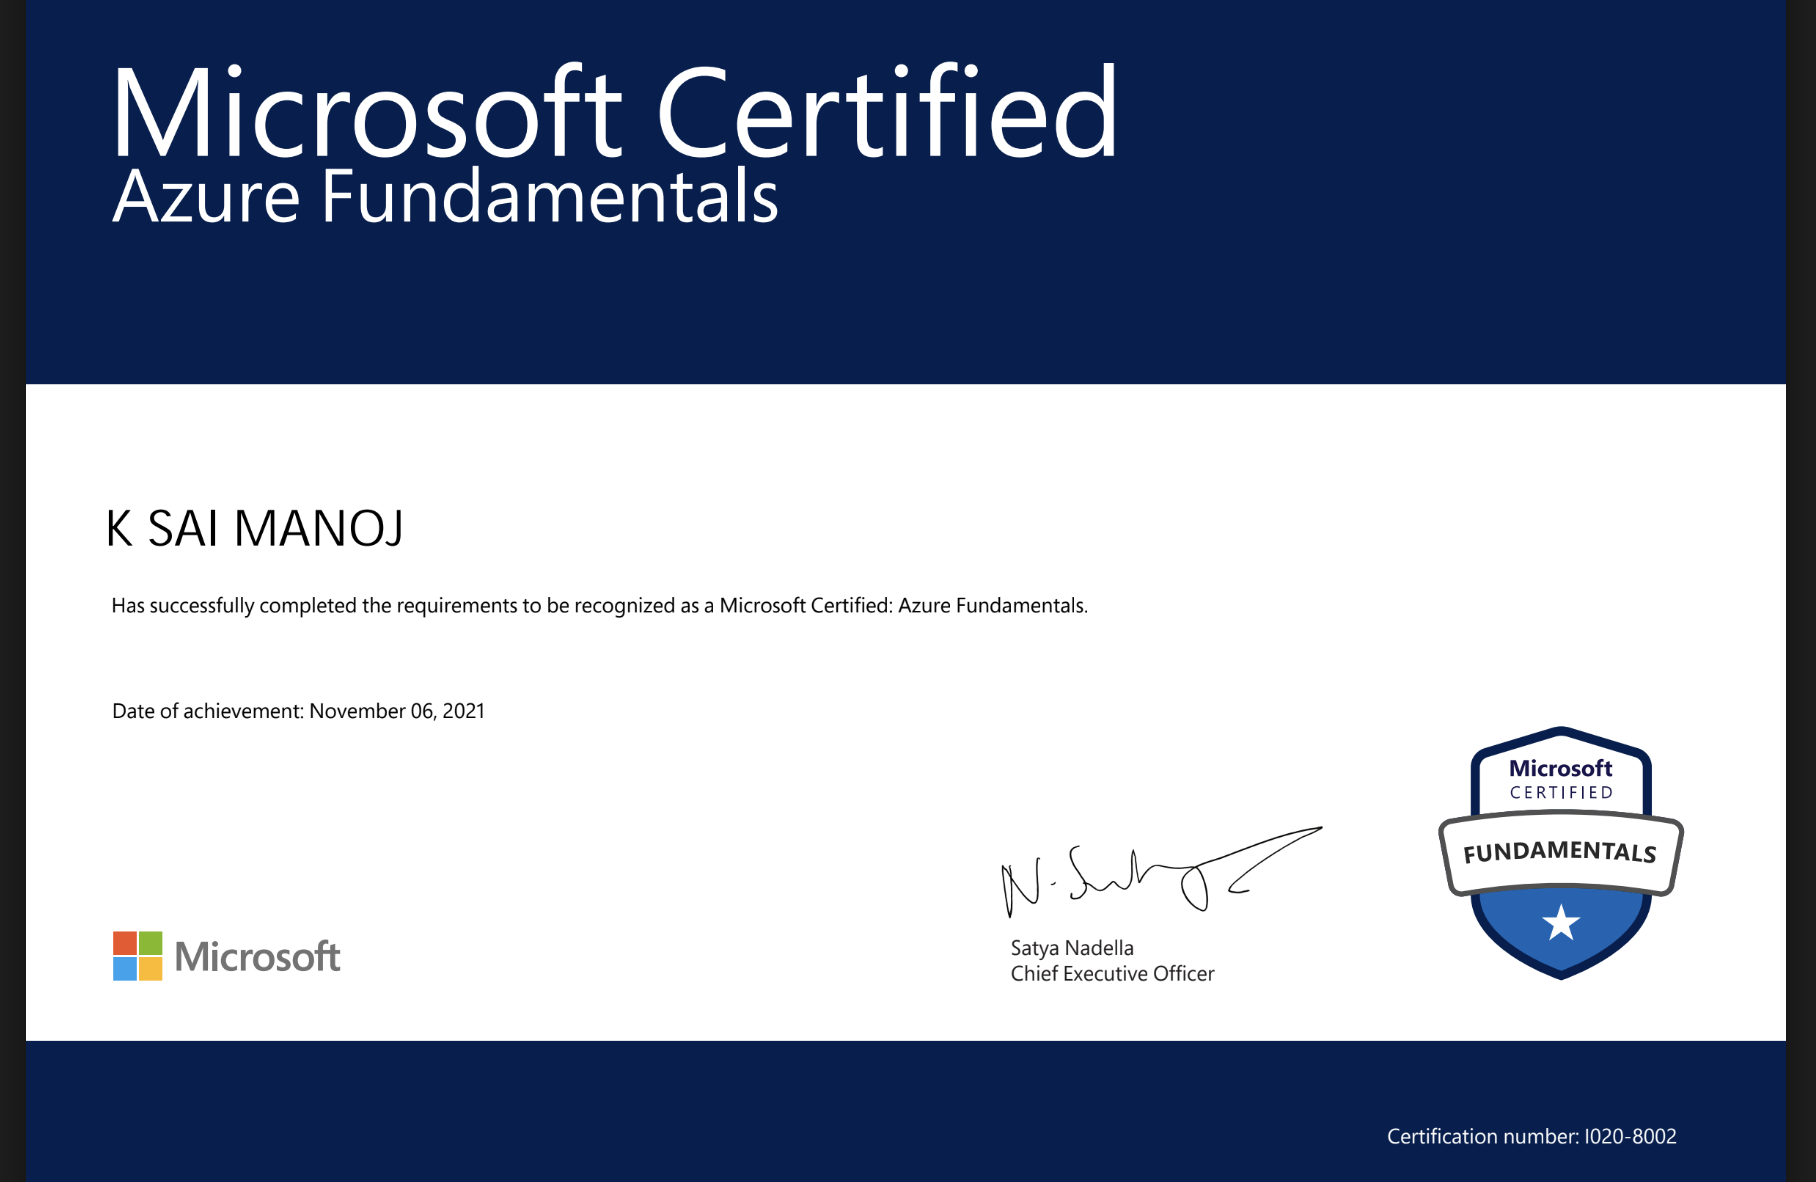 Microsoft Certified
Azure Fundamentals
K SAI MANOJ
Has successfully completed the requirements to be recognized as a Microsoft Certified: Azure Fundamentals.
Date of achievement: November 06, 2021
Microsoft
CERTIFIED
FUNDAMENTALS
N. Satya
Satya Nadella
Chief Executive Officer
Microsoft
Certification number: I020-8002